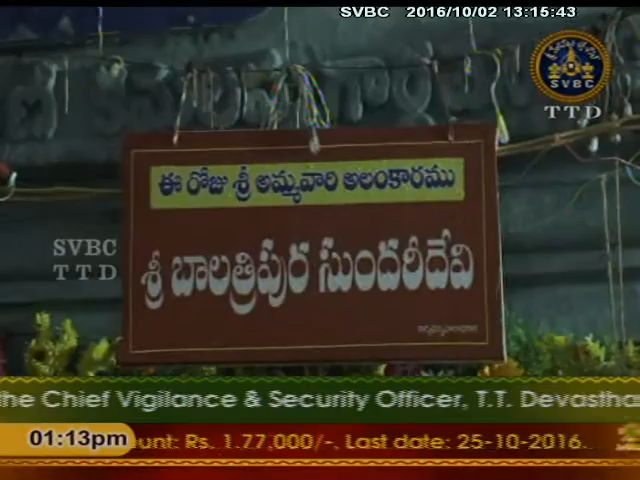 SVBC 2016/10/02 13:15:43
SVBC
TTD
ఈ రోజు శ్రీ అమ్మవారి అలంకారము
SVBC
TTD
శ్రీ బాలత్రిపుర సుందరీదేవి
the Chief Vigilance & Security Officer, T.T. Devastha
01:13pm unt: Rs. 1,77,000/-. Last date: 25-10-2016.